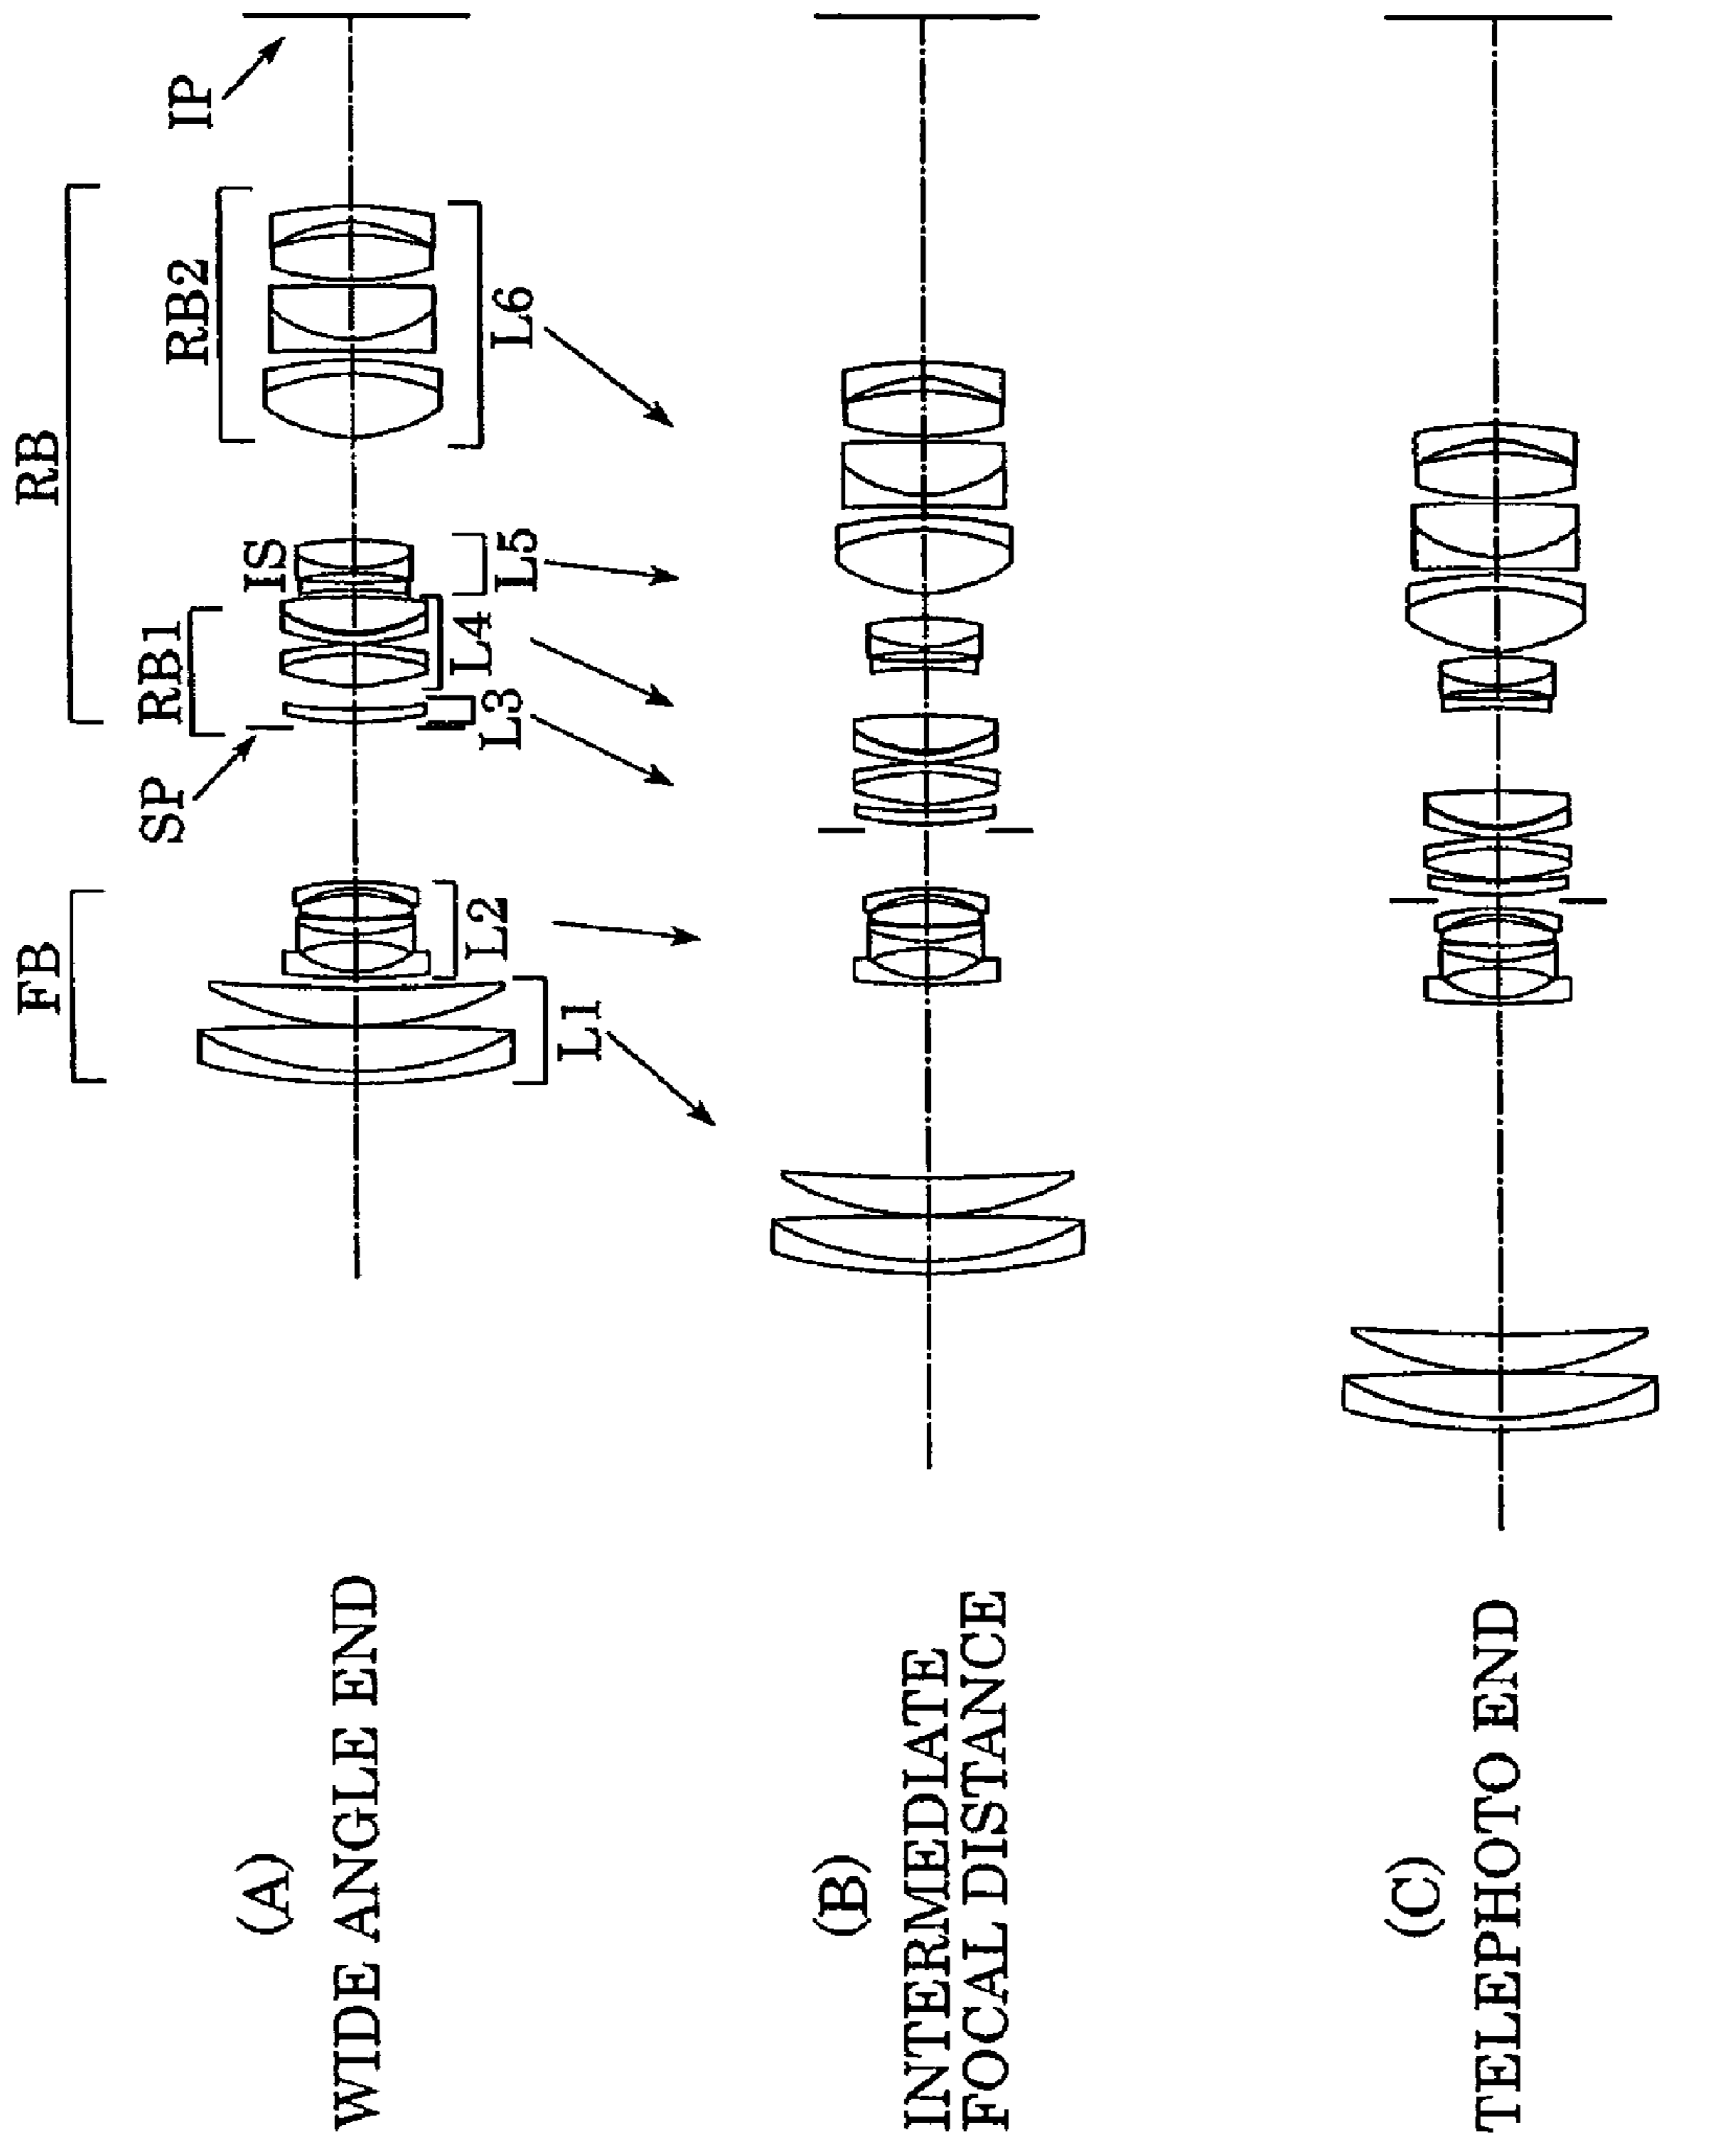 (A)
WIDE ANGLE END
FB
RB
SP
RB1
IS
RB2
IP
L1
L2
L3
L4
L5
L6
(B)
INTERMEDIATE
FOCAL DISTANCE
(C)
TELEPHOTO END